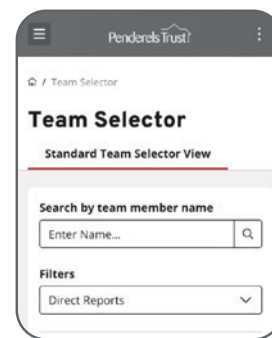 Penderels Trust
/ Team Selector
Team Selector
Standard Team Selector View
Search by team member name
Enter Name...
Filters
Direct Reports